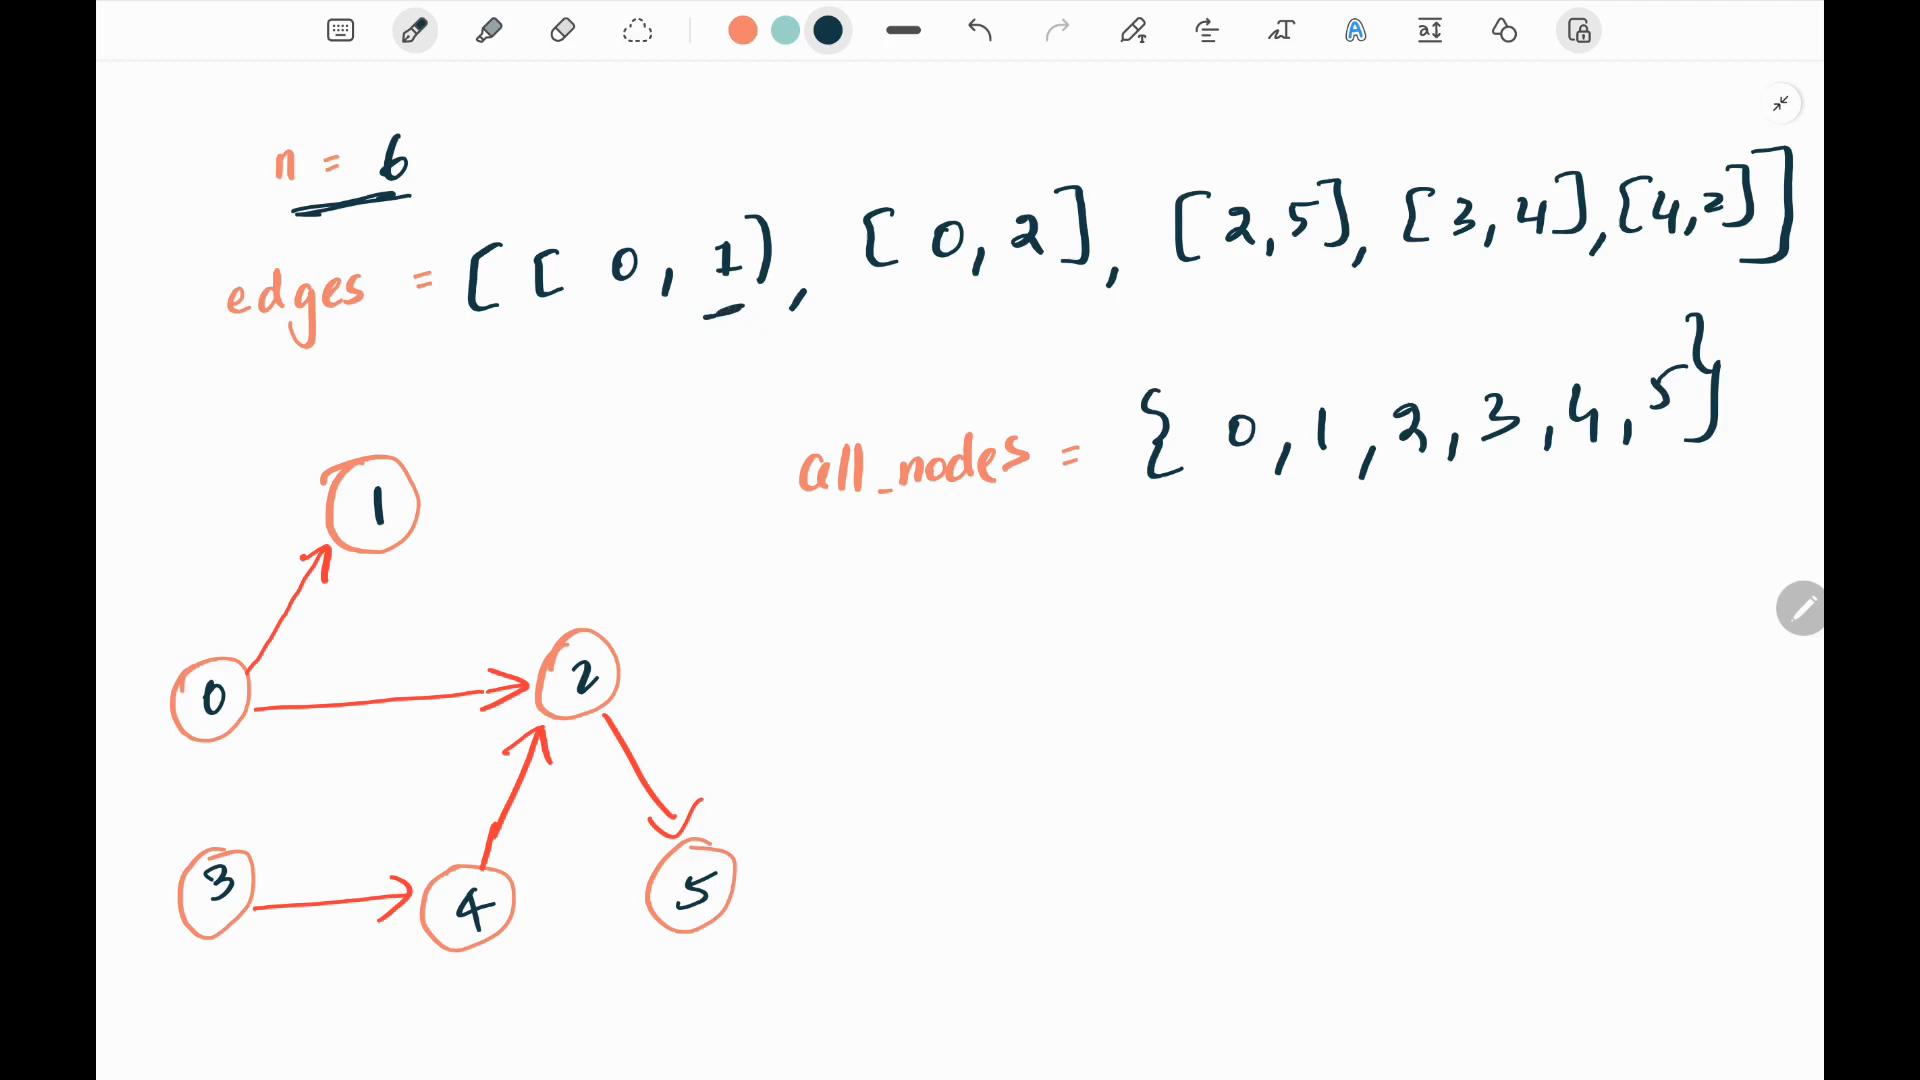 n = 6
edges = [ [ 0 , 1 ) , [ 0 , 2 ] , [ 2 , 5 ] , [ 3 , 4 ] , [ 4 , 2 ] ]
all_nodes = { 0 , 1 , 2 , 3 , 4 , 5 }
1
0
2
3
4
5